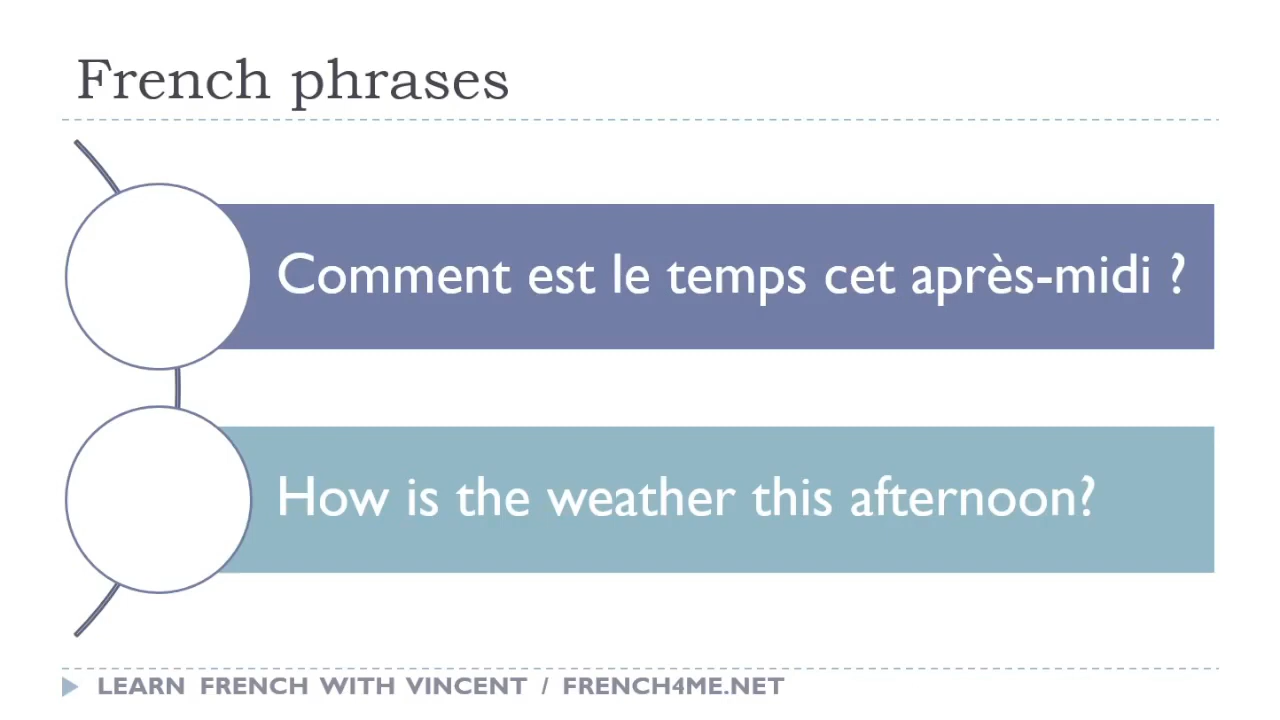 French phrases
Comment est le temps cet après-midi ?
How is the weather this afternoon?
LEARN FRENCH WITH VINCENT / FRENCH4ME.NET